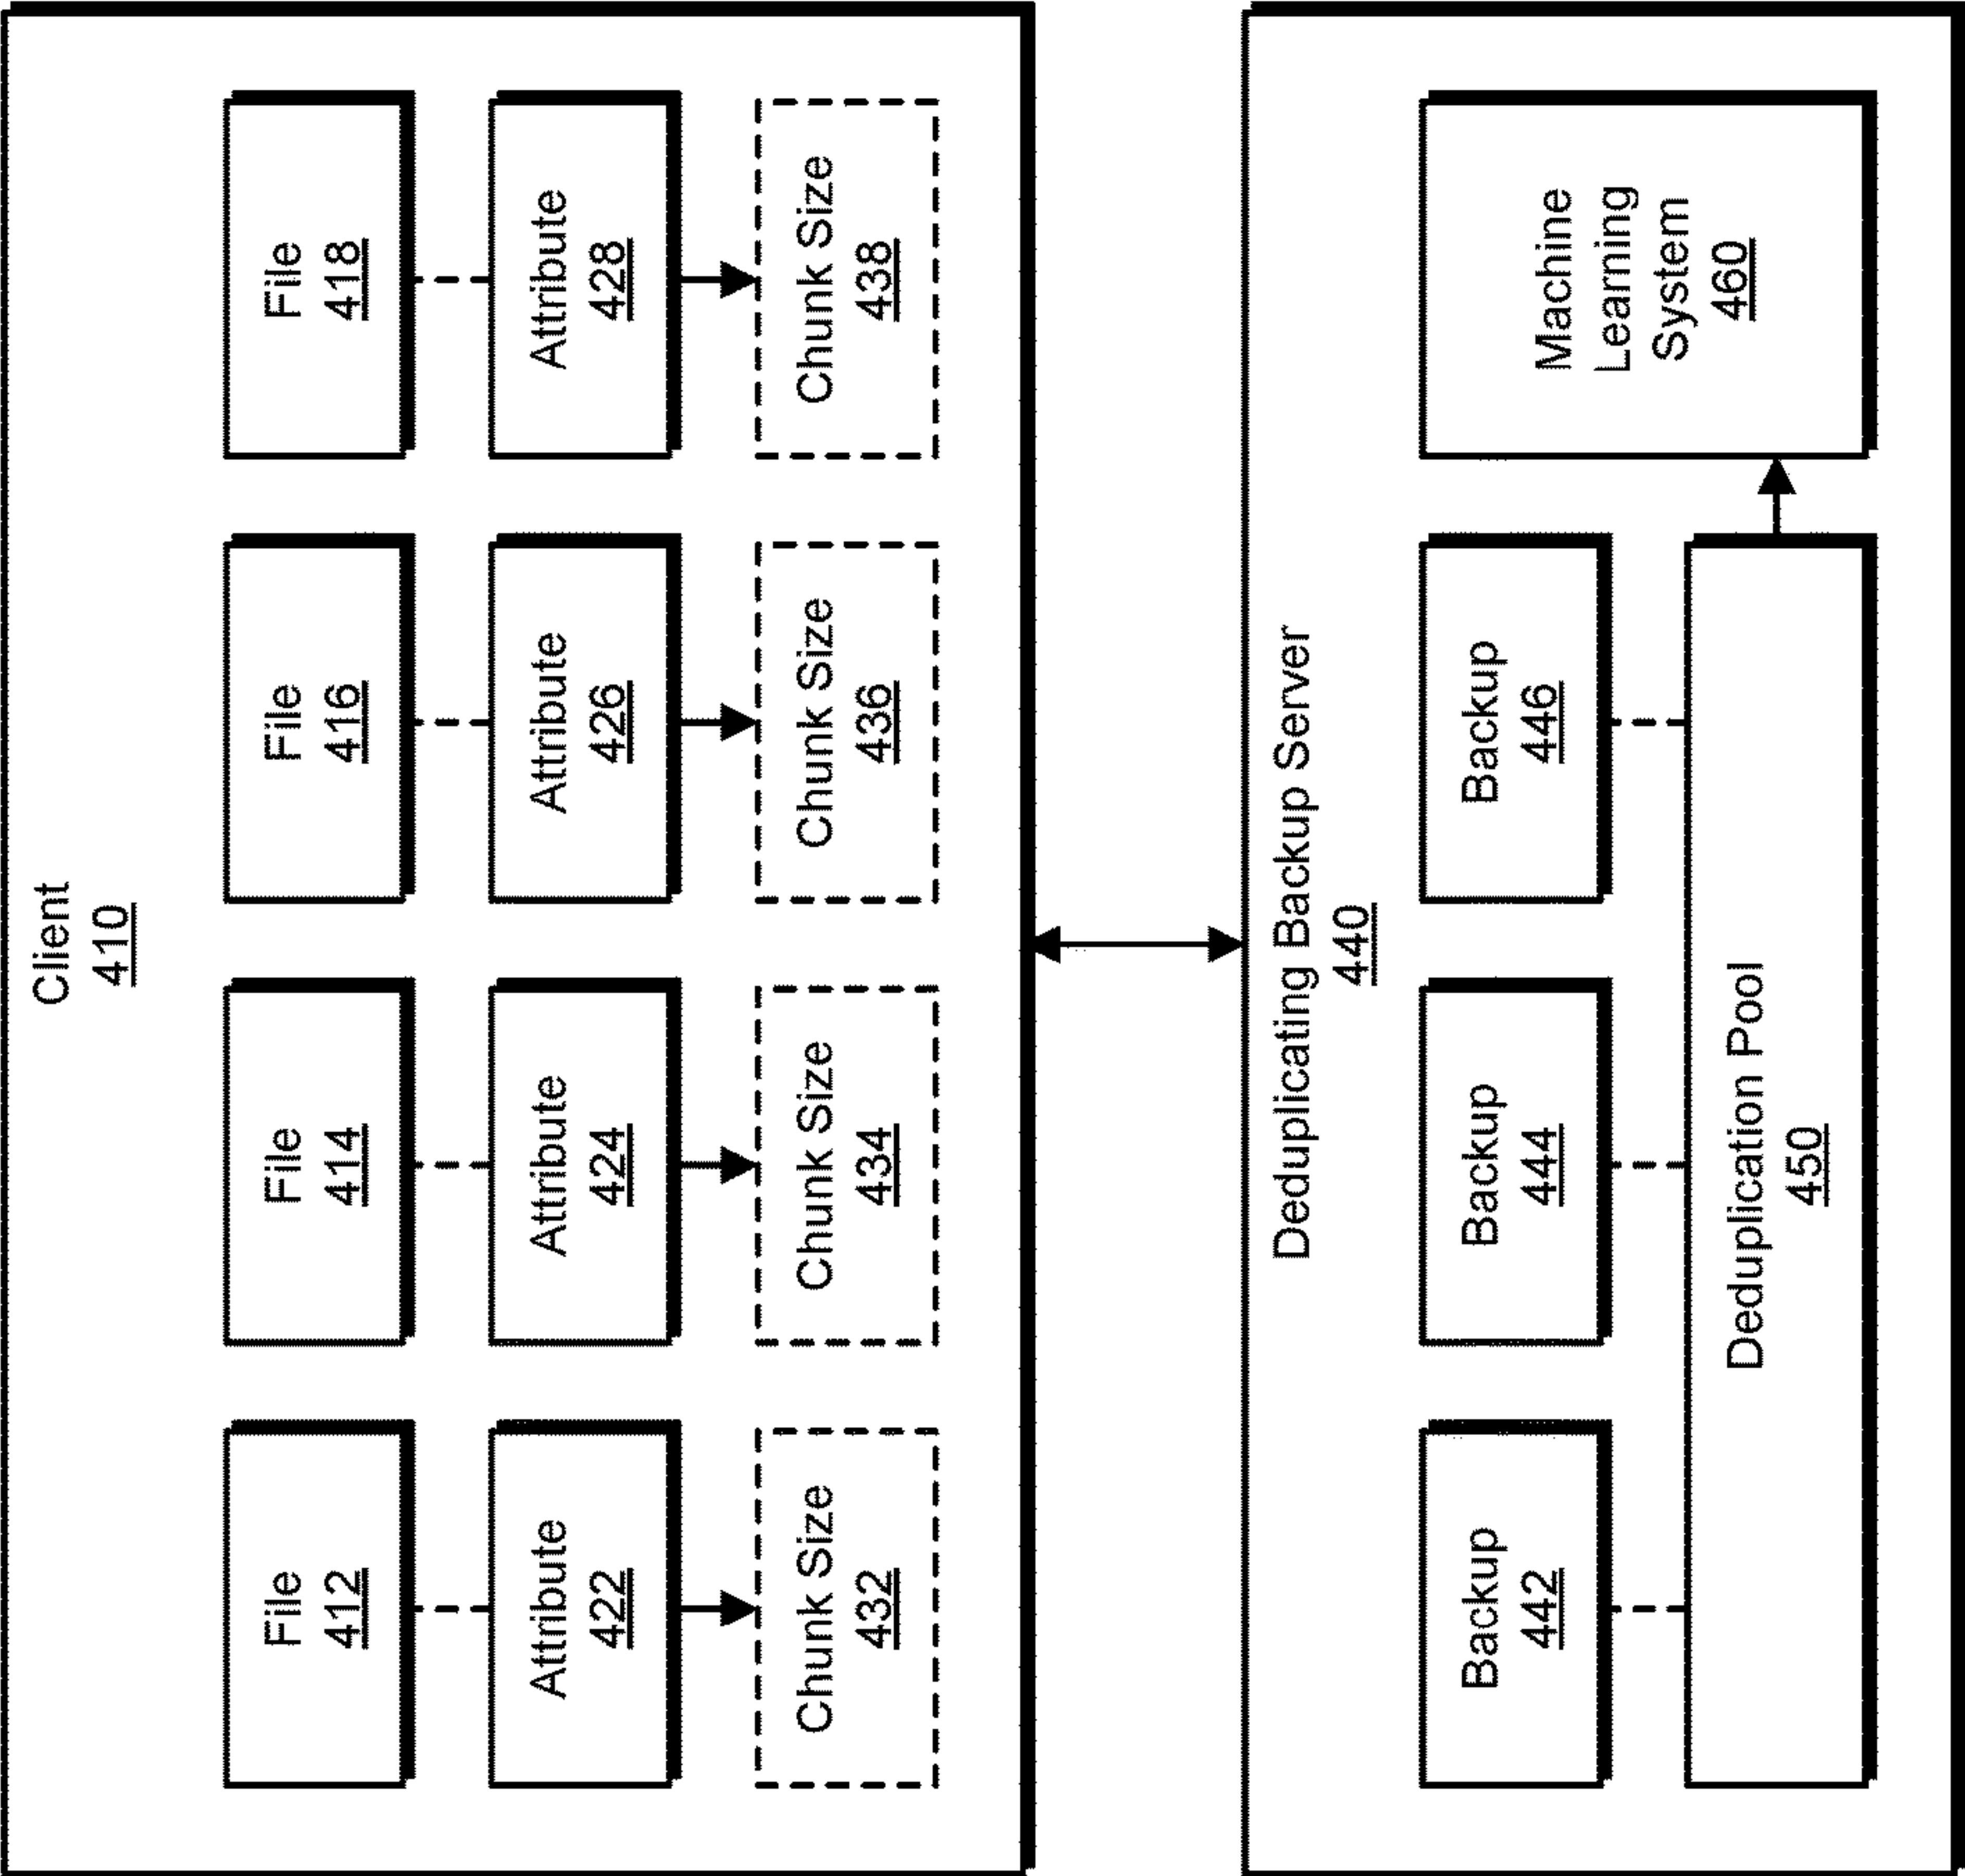 Client
410
File
412
File
414
File
416
File
418
Attribute
422
Attribute
424
Attribute
426
Attribute
428
Chunk Size
432
Chunk Size
434
Chunk Size
436
Chunk Size
438
Deduplicating Backup Server
440
Backup
442
Backup
444
Backup
446
Deduplication Pool
450
Machine
Learning
System
460